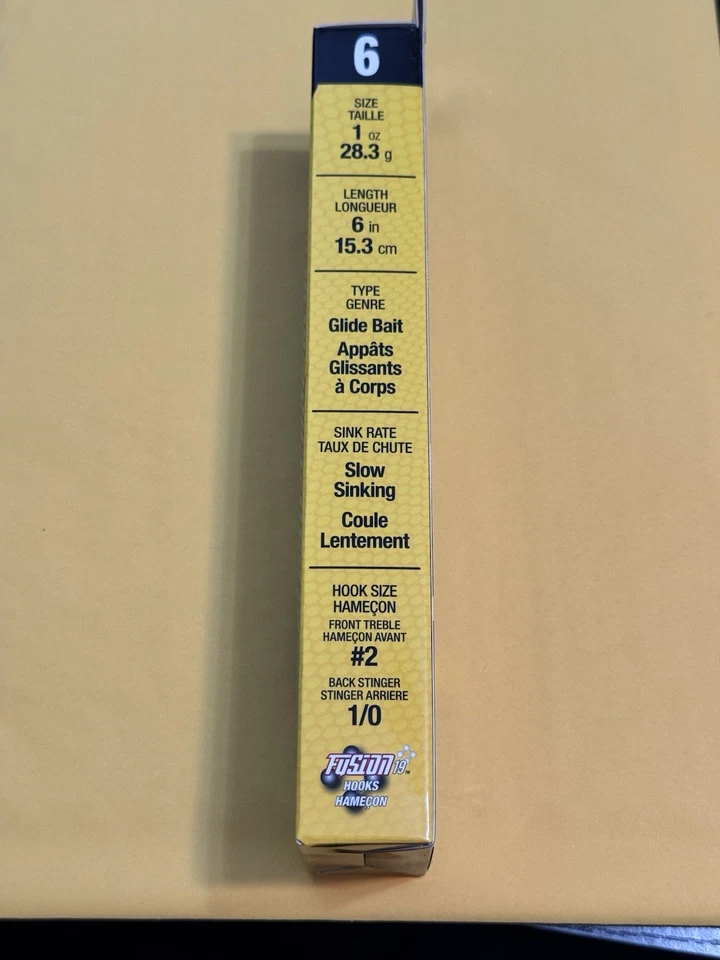 6
SIZE
TAILLE
1 oz
28.3 g
LENGTH
LONGUEUR
6 in
15.3 cm
TYPE
GENRE
Glide Bait
Appâts
Glissants
à Corps
SINK RATE
TAUX DE CHUTE
Slow
Sinking
Coule
Lentement
HOOK SIZE
HAMEÇON
FRONT TREBLE
HAMEÇON AVANT
#2
BACK STINGER
STINGER ARRIERE
1/0
FUSION 19™
HOOKS
HAMEÇON